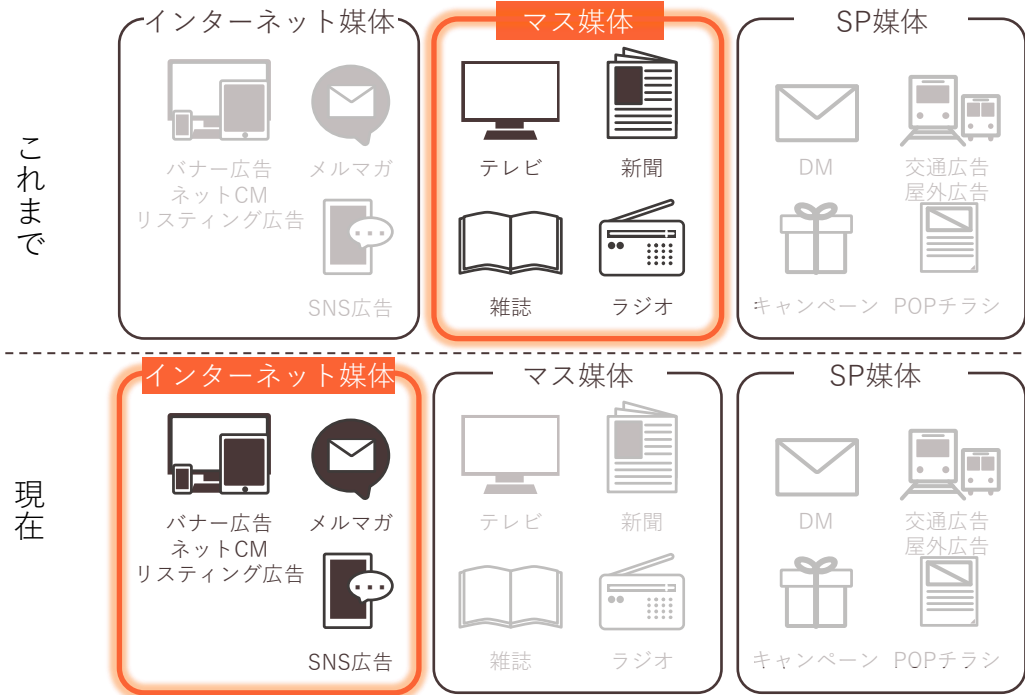 これまで
インターネット媒体
バナー広告
ネットCM
リスティング広告
メルマガ
SNS広告
マス媒体
テレビ
新聞
雑誌
ラジオ
SP媒体
DM
交通広告
屋外広告
キャンペーン
POPチラシ
現在
インターネット媒体
バナー広告
ネットCM
リスティング広告
メルマガ
SNS広告
マス媒体
テレビ
新聞
雑誌
ラジオ
SP媒体
DM
交通広告
屋外広告
キャンペーン
POPチラシ